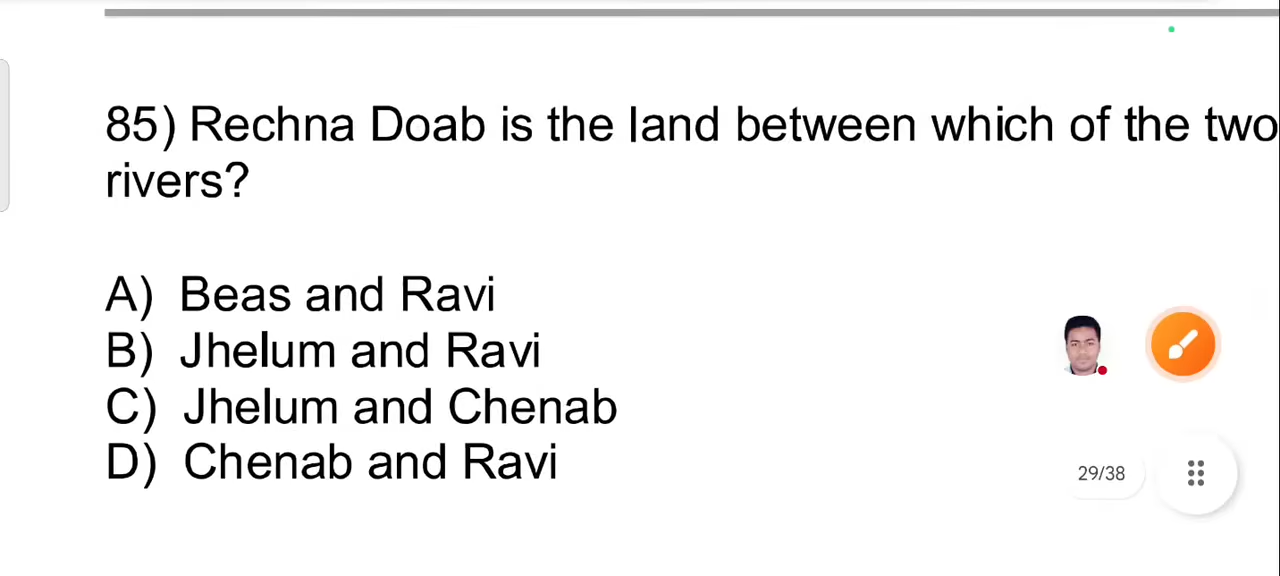 85) Rechna Doab is the land between which of the two
rivers?
A) Beas and Ravi
B) Jhelum and Ravi
C) Jhelum and Chenab
D) Chenab and Ravi
29/38